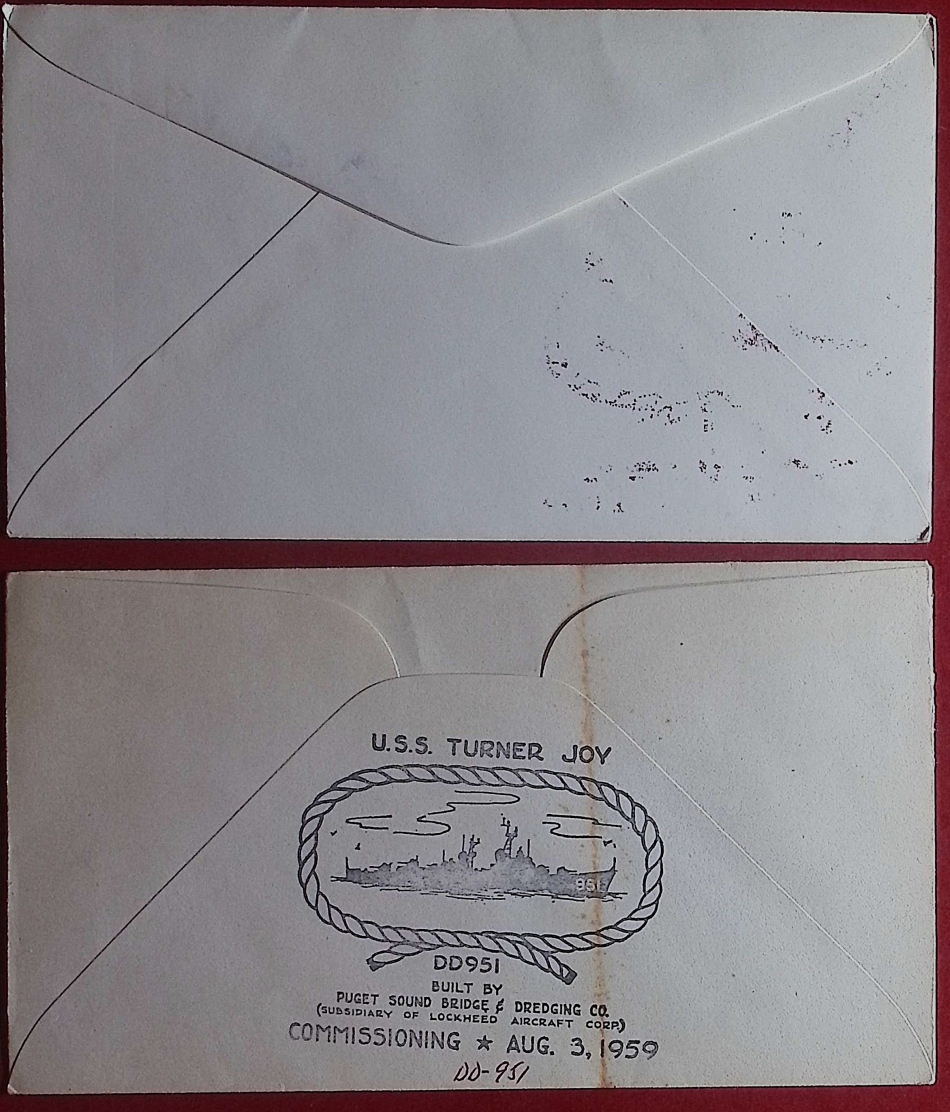 U.S.S. TURNER JOY
951
DD951
BUILT BY
PUGET SOUND BRIDGE & DREDGING CO.
(SUBSIDIARY OF LOCKHEED AIRCRAFT CORP.)
COMMISSIONING ★ AUG. 3, 1959
DD-951